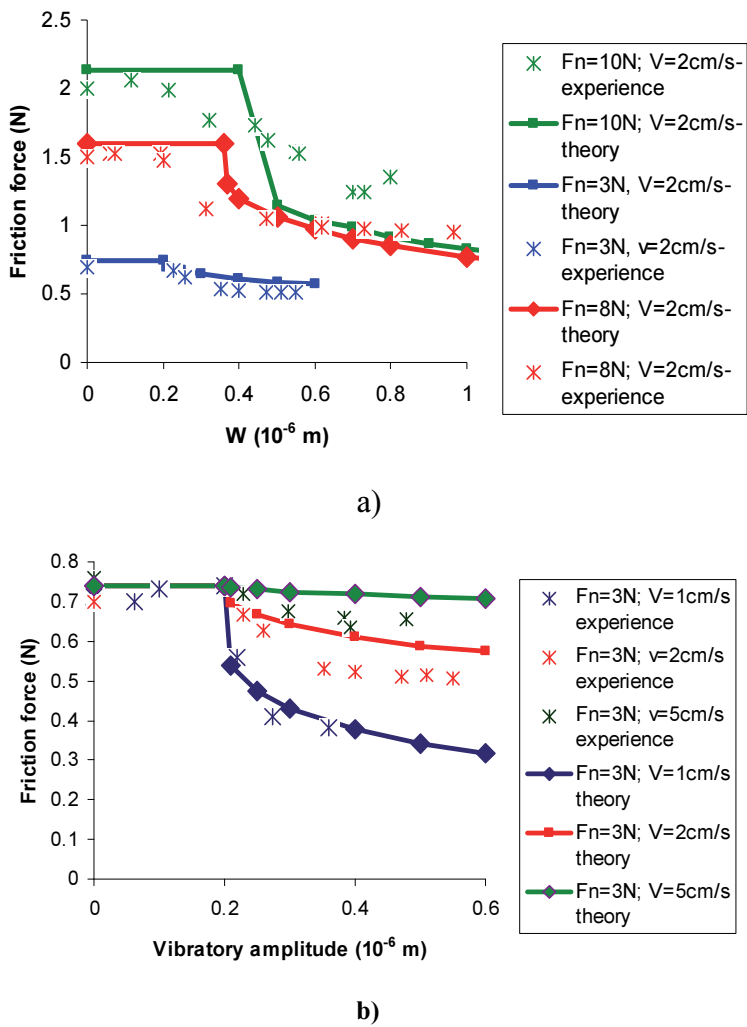 2.5
2
1.5
1
0.5
0
Friction force (N)
0 0.2 0.4 0.6 0.8 1
W (10⁻⁶ m)
Fn=10N; V=2cm/s-
experience
Fn=10N; V=2cm/s-
theory
Fn=3N, V=2cm/s-
theory
Fn=3N, v=2cm/s-
experience
Fn=8N; V=2cm/s-
theory
Fn=8N; V=2cm/s-
experience
a)
0.8
0.7
0.6
0.5
0.4
0.3
0.2
0.1
0
Friction force (N)
0 0.2 0.4 0.6
Vibratory amplitude (10⁻⁶ m)
Fn=3N; V=1cm/s
experience
Fn=3N; v=2cm/s
experience
Fn=3N; v=5cm/s
experience
Fn=3N; V=1cm/s
theory
Fn=3N; V=2cm/s
theory
Fn=3N; V=5cm/s
theory
b)